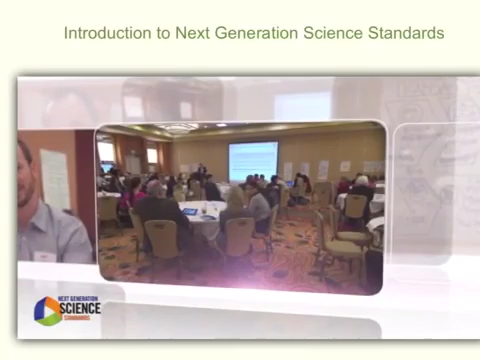 Introduction to Next Generation Science Standards
NEXT GENERATION
SCIENCE
STANDARDS